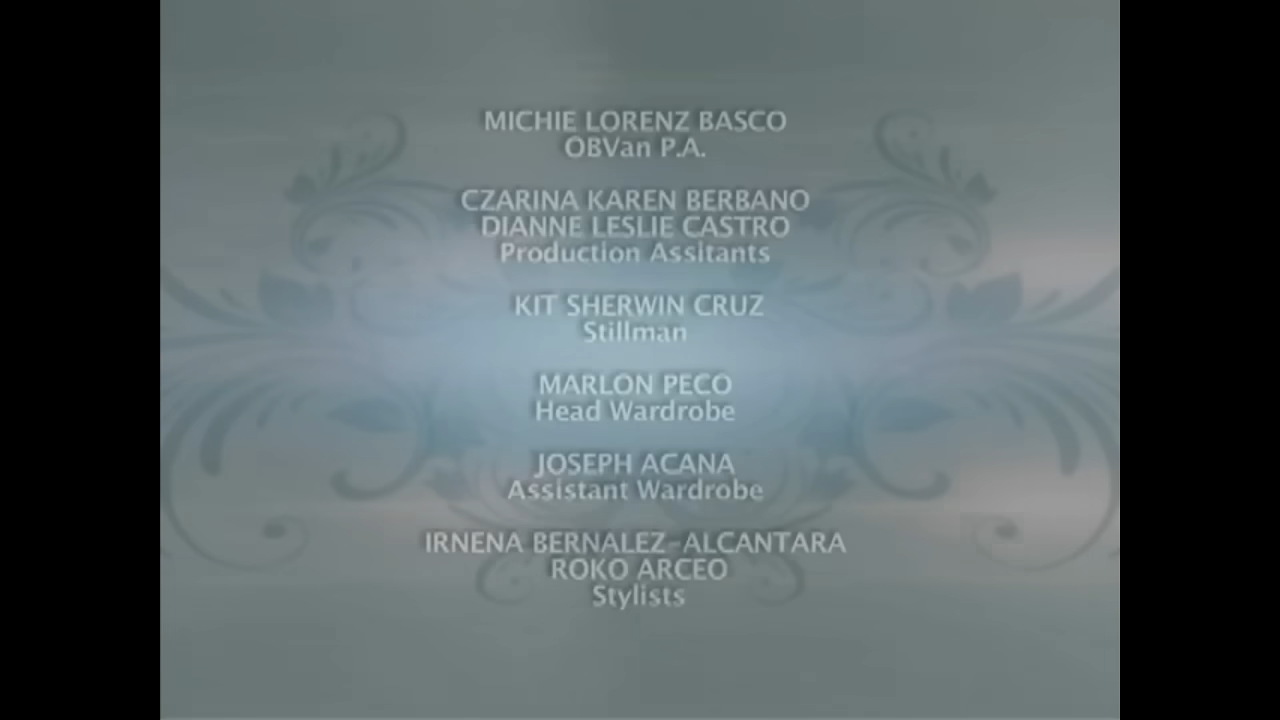 MICHIE LORENZ BASCO
OBVan P.A.
CZARINA KAREN BERBANO
DIANNE LESLIE CASTRO
Production Assitants
KIT SHERWIN CRUZ
Stillman
MARLON PECO
Head Wardrobe
JOSEPH ACANA
Assistant Wardrobe
IRNENA BERNALEZ-ALCANTARA
ROKO ARCEO
Stylists